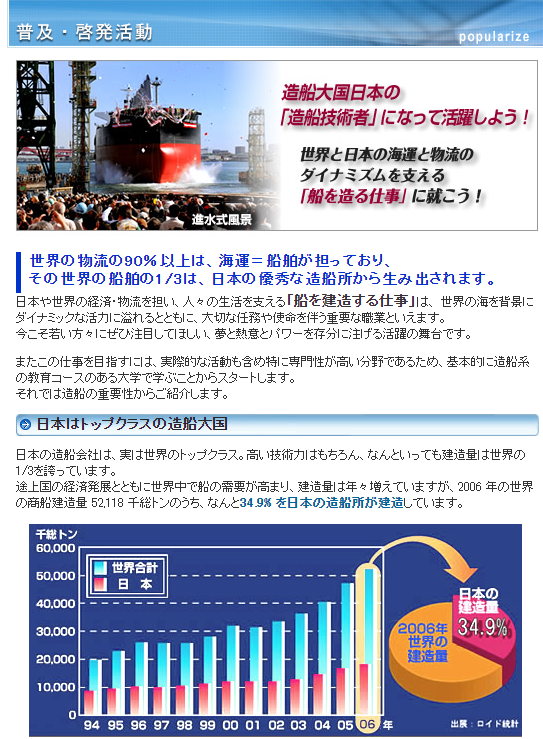 普及・啓発活動
popularize
造船大国日本の
「造船技術者」になって活躍しよう！
世界と日本の海運と物流の
ダイナミズムを支える
「船を造る仕事」に就こう！
進水式風景
世界の物流の90％以上は、海運＝船舶が担っており、
その世界の船舶の1/3は、日本の優秀な造船所から生み出されます。
日本や世界の経済・物流を担い、人々の生活を支える「船を建造する仕事」は、世界の海を背景に
ダイナミックな活力に溢れるとともに、大切な任務や使命を伴う重要な職業といえます。
今こそ若い方々にぜひ注目してほしい、夢と熱意とパワーを存分に注げる活躍の舞台です。
またこの仕事を目指すには、実際的な活動も含め特に専門性が高い分野であるため、基本的に造船系
の教育コースのある大学で学ぶことからスタートします。
それでは造船の重要性からご紹介します。
日本はトップクラスの造船大国
日本の造船会社は、実は世界のトップクラス。高い技術力はもちろん、なんといっても建造量は世界の
1/3を誇っています。
途上国の経済発展とともに世界中で船の需要が高まり、建造量は年々増えていますが、2006 年の世界
の商船建造量 52,118 千総トンのうち、なんと34.9% を日本の造船所が建造しています。
千総トン
60,000
50,000
40,000
30,000
20,000
10,000
0
世界合計
日 本
94 95 96 97 98 99 00 01 02 03 04 05 06 年
日本の
建造量
34.9%
2006年
世界の
建造量
出展：ロイド統計